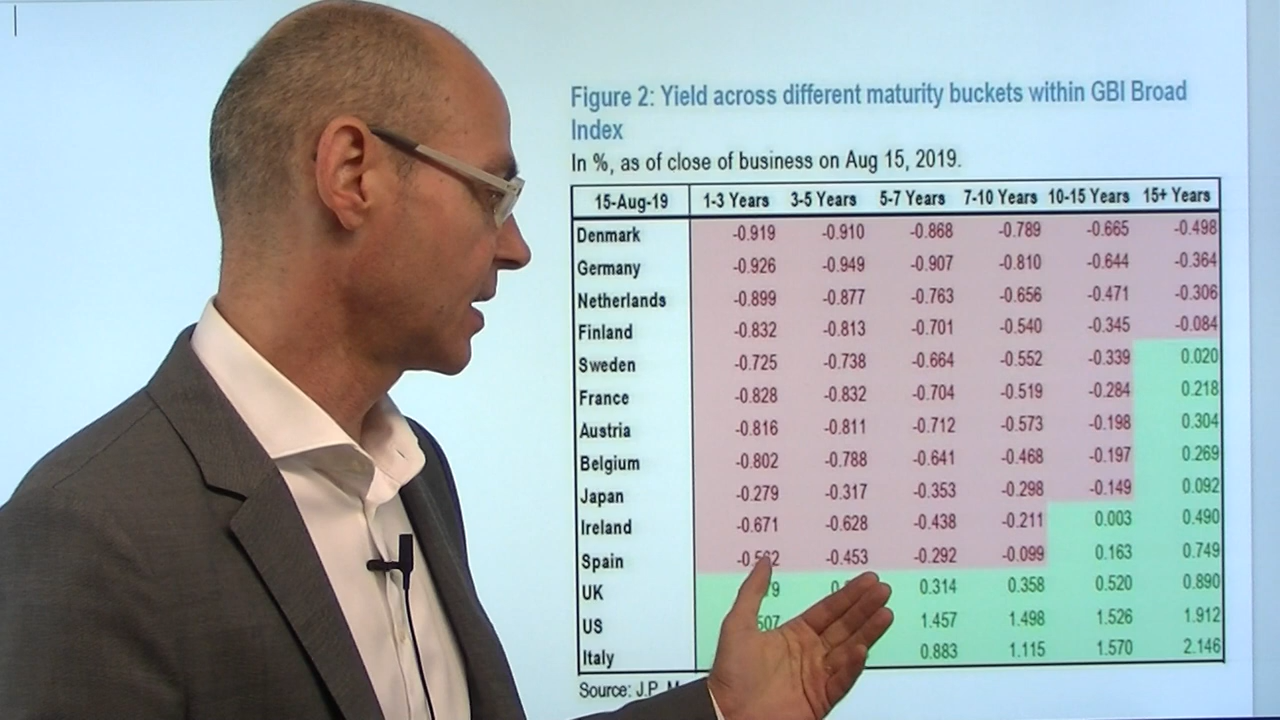 Figure 2: Yield across different maturity buckets within GBI Broad
Index
In %, as of close of business on Aug 15, 2019.
15-Aug-19 1-3 Years 3-5 Years 5-7 Years 7-10 Years 10-15 Years 15+ Years
Denmark -0.919 -0.910 -0.868 -0.789 -0.665 -0.498
Germany -0.926 -0.949 -0.907 -0.810 -0.644 -0.364
Netherlands -0.899 -0.877 -0.763 -0.656 -0.471 -0.306
Finland -0.832 -0.813 -0.701 -0.540 -0.345 -0.084
Sweden -0.725 -0.738 -0.664 -0.552 -0.339 0.020
France -0.828 -0.832 -0.704 -0.519 -0.284 0.218
Austria -0.816 -0.811 -0.712 -0.573 -0.198 0.304
Belgium -0.802 -0.788 -0.641 -0.468 -0.197 0.269
Japan -0.279 -0.317 -0.353 -0.298 -0.149 0.092
Ireland -0.671 -0.628 -0.438 -0.211 0.003 0.490
Spain -0.562 -0.453 -0.292 -0.099 0.163 0.749
UK 0.314 0.358 0.520 0.890
US 1.457 1.498 1.526 1.912
Italy 0.883 1.115 1.570 2.146
Source: J.P.